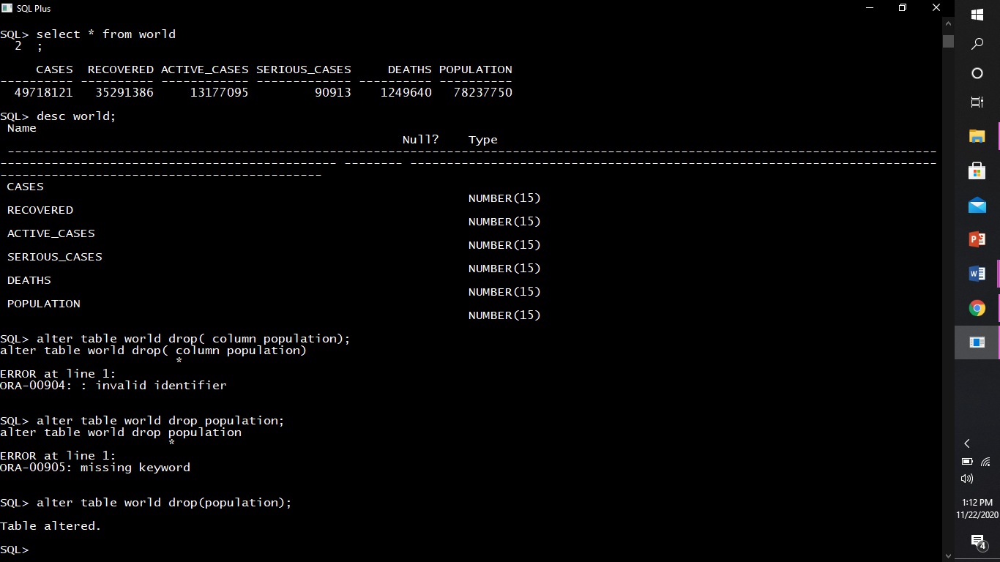 SQL Plus
SQL> select * from world
  2  ;
     CASES  RECOVERED ACTIVE_CASES SERIOUS_CASES     DEATHS POPULATION
---------- ---------- ------------ ------------- ---------- ----------
  49718121   35291386     13177095         90913    1249640   78237750
SQL> desc world;
 Name
                                                       Null?    Type
 -------------------------------------------------------------------------------------------------------------------------------
---------------------------------------------- -------- ------------------------------------------------------------------------
--------------------------------------------
 CASES
                                                                NUMBER(15)
 RECOVERED
                                                                NUMBER(15)
 ACTIVE_CASES
                                                                NUMBER(15)
 SERIOUS_CASES
                                                                NUMBER(15)
 DEATHS
                                                                NUMBER(15)
 POPULATION
                                                                NUMBER(15)
SQL> alter table world drop( column population);
alter table world drop( column population)
                        *
ERROR at line 1:
ORA-00904: : invalid identifier
SQL> alter table world drop population;
alter table world drop population
                       *
ERROR at line 1:
ORA-00905: missing keyword
SQL> alter table world drop(population);
Table altered.
SQL>
1:12 PM
11/22/2020
4